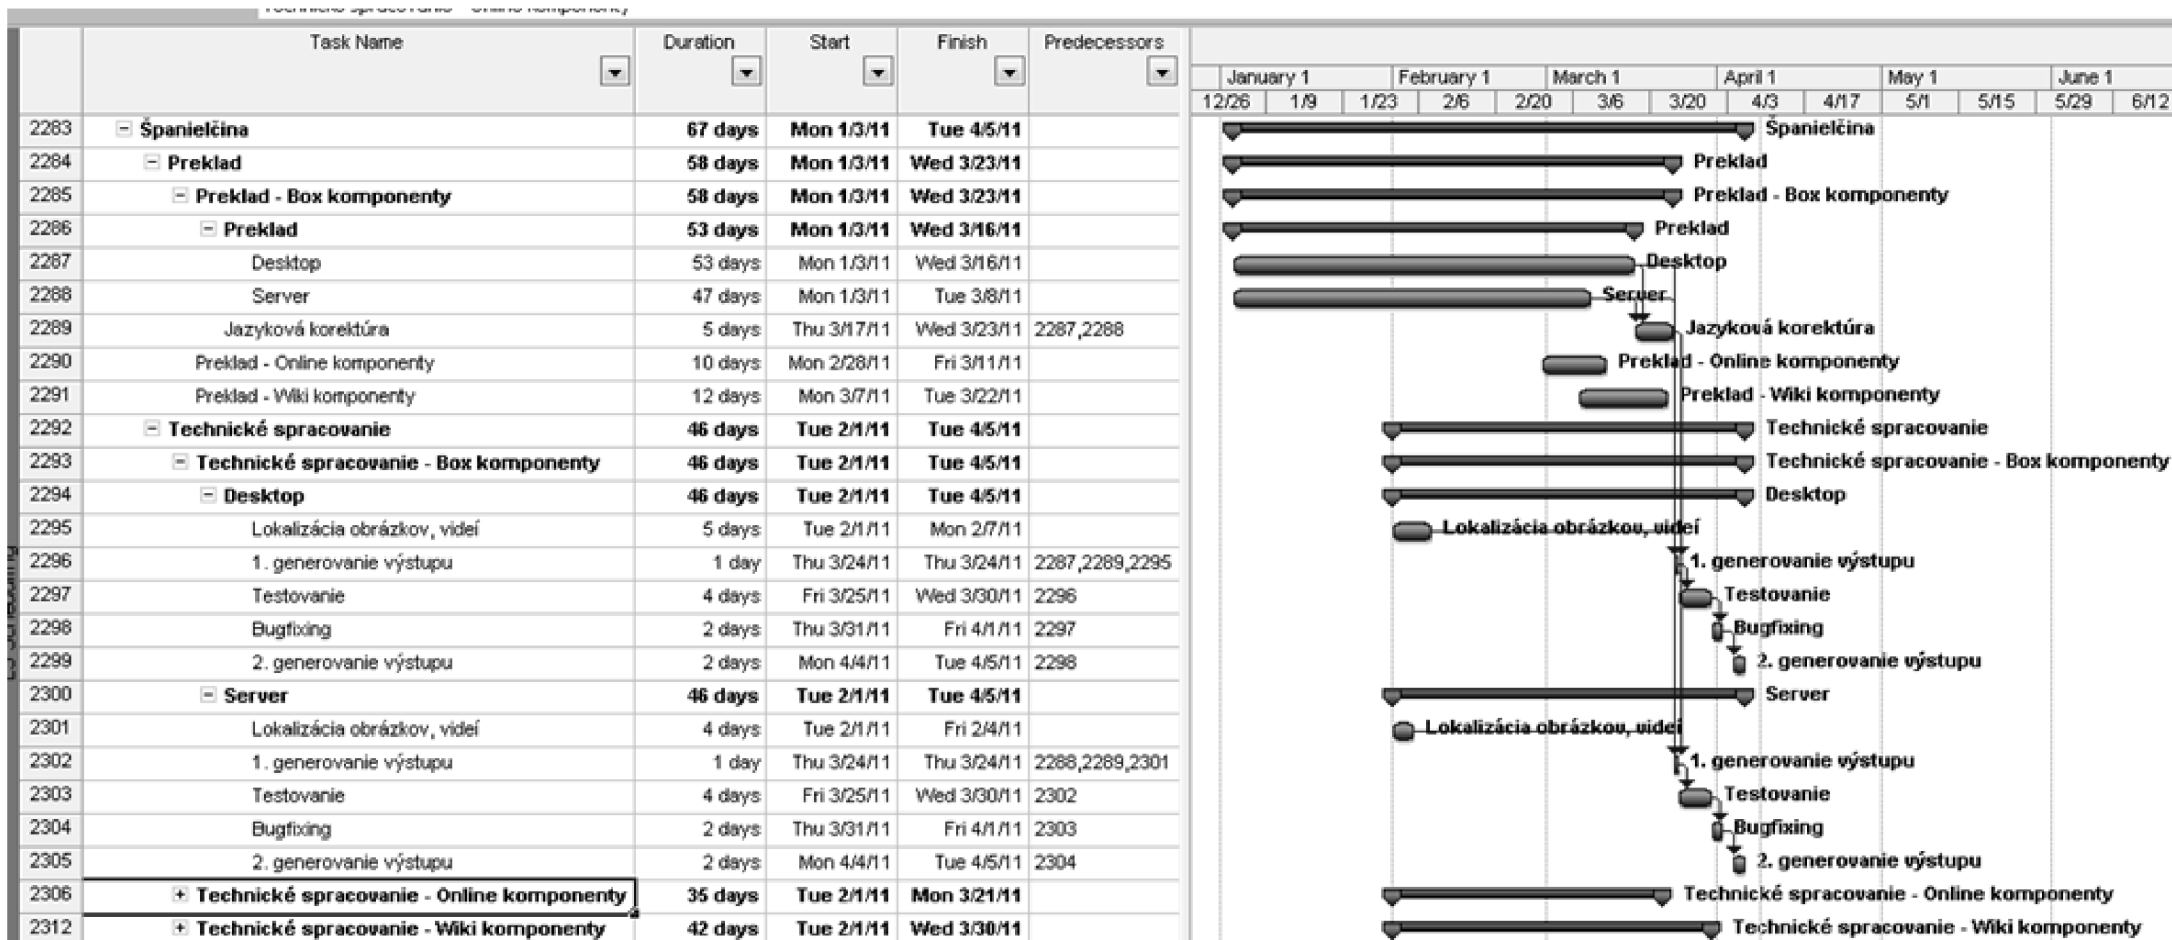 Technické spracovanie - Online komponenty
Task Name Duration Start Finish Predecessors
January 1 February 1 March 1 April 1 May 1 June 1
12/26 1/9 1/23 2/6 2/20 3/6 3/20 4/3 4/17 5/1 5/15 5/29 6/12
2283 Španielčina 67 days Mon 1/3/11 Tue 4/5/11 Španielčina
2284 Preklad 58 days Mon 1/3/11 Wed 3/23/11 Preklad
2285 Preklad - Box komponenty 58 days Mon 1/3/11 Wed 3/23/11 Preklad - Box komponenty
2286 Preklad 53 days Mon 1/3/11 Wed 3/16/11 Preklad
2287 Desktop 53 days Mon 1/3/11 Wed 3/16/11 Desktop
2288 Server 47 days Mon 1/3/11 Tue 3/8/11 Server
2289 Jazyková korektúra 5 days Thu 3/17/11 Wed 3/23/11 2287,2288 Jazyková korektúra
2290 Preklad - Online komponenty 10 days Mon 2/28/11 Fri 3/11/11 Preklad - Online komponenty
2291 Preklad - Wiki komponenty 12 days Mon 3/7/11 Tue 3/22/11 Preklad - Wiki komponenty
2292 Technické spracovanie 46 days Tue 2/1/11 Tue 4/5/11 Technické spracovanie
2293 Technické spracovanie - Box komponenty 46 days Tue 2/1/11 Tue 4/5/11 Technické spracovanie - Box komponenty
2294 Desktop 46 days Tue 2/1/11 Tue 4/5/11 Desktop
2295 Lokalizácia obrázkov, videí 5 days Tue 2/1/11 Mon 2/7/11 Lokalizácia obrázkov, videí
2296 1. generovanie výstupu 1 day Thu 3/24/11 Thu 3/24/11 2287,2289,2295 1. generovanie výstupu
2297 Testovanie 4 days Fri 3/25/11 Wed 3/30/11 2296 Testovanie
2298 Bugfixing 2 days Thu 3/31/11 Fri 4/1/11 2297 Bugfixing
2299 2. generovanie výstupu 2 days Mon 4/4/11 Tue 4/5/11 2298 2. generovanie výstupu
2300 Server 46 days Tue 2/1/11 Tue 4/5/11 Server
2301 Lokalizácia obrázkov, videí 4 days Tue 2/1/11 Fri 2/4/11 Lokalizácia obrázkov, videí
2302 1. generovanie výstupu 1 day Thu 3/24/11 Thu 3/24/11 2288,2289,2301 1. generovanie výstupu
2303 Testovanie 4 days Fri 3/25/11 Wed 3/30/11 2302 Testovanie
2304 Bugfixing 2 days Thu 3/31/11 Fri 4/1/11 2303 Bugfixing
2305 2. generovanie výstupu 2 days Mon 4/4/11 Tue 4/5/11 2304 2. generovanie výstupu
2306 Technické spracovanie - Online komponenty 35 days Tue 2/1/11 Mon 3/21/11 Technické spracovanie - Online komponenty
2312 Technické spracovanie - Wiki komponenty 42 days Tue 2/1/11 Wed 3/30/11 Technické spracovanie - Wiki komponenty